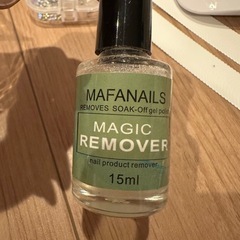 MAFANAILS
REMOVES SOAK-Off gel polish
MAGIC
REMOVER
nail product remover
15ml